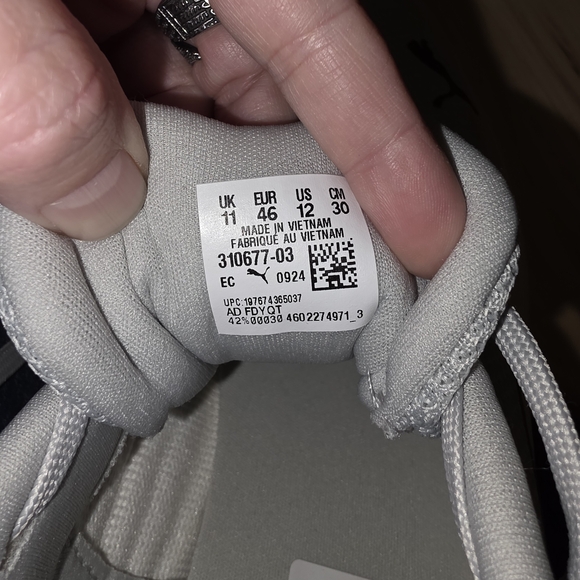 UK EUR US CM
11 46 12 30
MADE IN VIETNAM
FABRIQUÉ AU VIETNAM
310677-03
EC 0924
UPC:197674365037
AD FDYQT
42%00030 4602274971_3